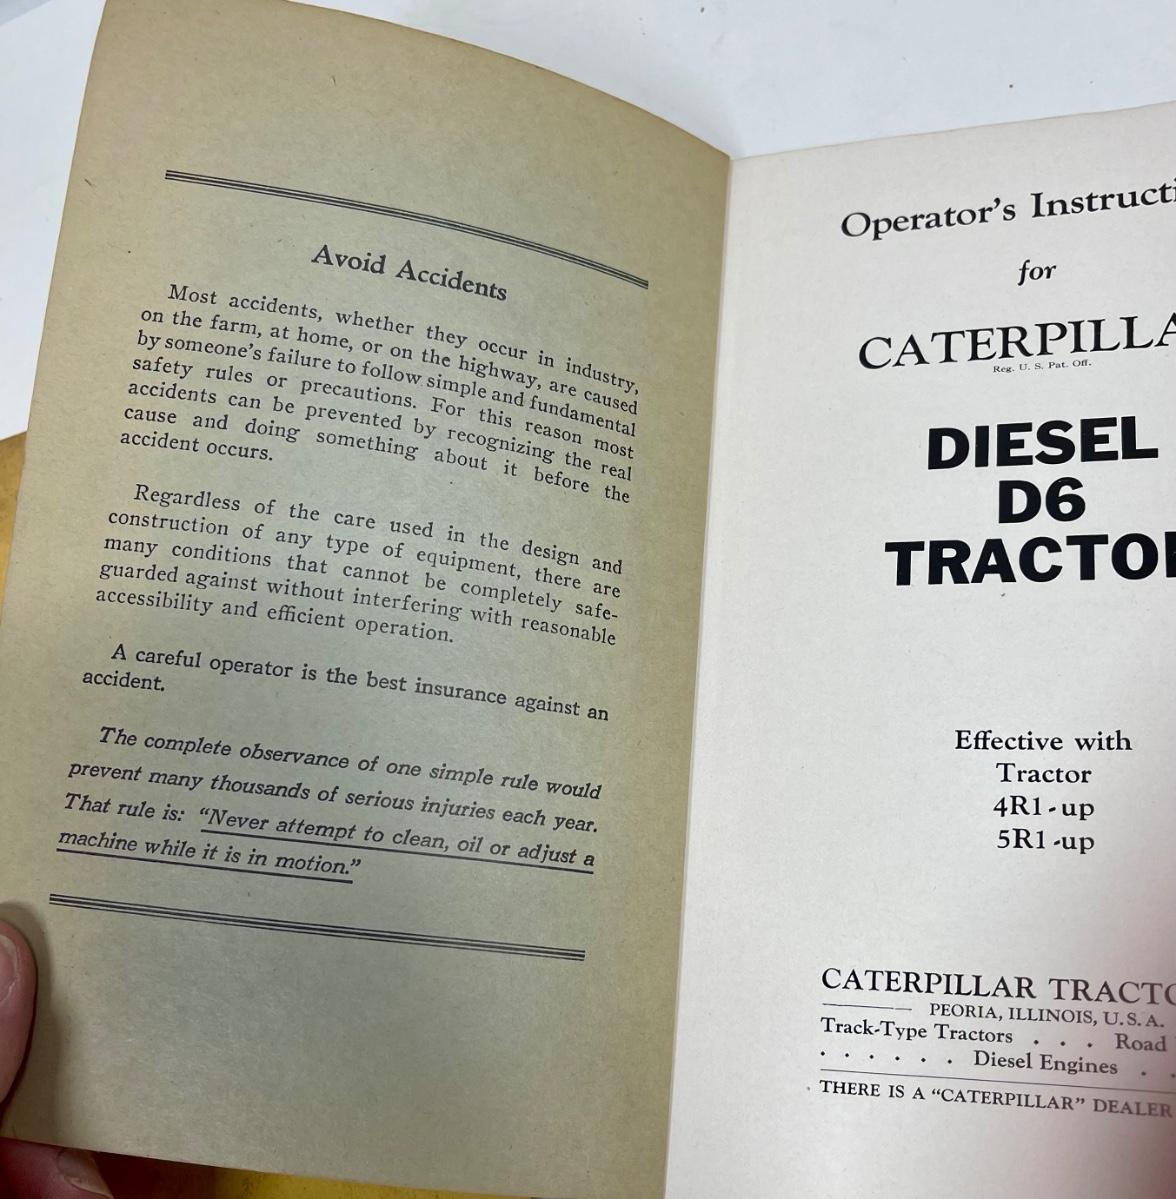 Avoid Accidents
Most accidents, whether they occur in industry,
on the farm, at home, or on the highway, are caused
by someone's failure to follow simple and fundamental
safety rules or precautions. For this reason most
accidents can be prevented by recognizing the real
cause and doing something about it before the
accident occurs.
Regardless of the care used in the design and
construction of any type of equipment, there are
many conditions that cannot be completely safe-
guarded against without interfering with reasonable
accessibility and efficient operation.
A careful operator is the best insurance against an
accident.
The complete observance of one simple rule would
prevent many thousands of serious injuries each year.
That rule is: "Never attempt to clean, oil or adjust a
machine while it is in motion."
Operator's Instructi
for
CATERPILLA
Reg. U. S. Pat. Off.
DIESEL
D6
TRACTOR
Effective with
Tractor
4R1-up
5R1-up
CATERPILLAR TRACTO
PEORIA, ILLINOIS, U.S.A.
Track-Type Tractors . . . Road
. . . . . . Diesel Engines . .
THERE IS A "CATERPILLAR" DEALER